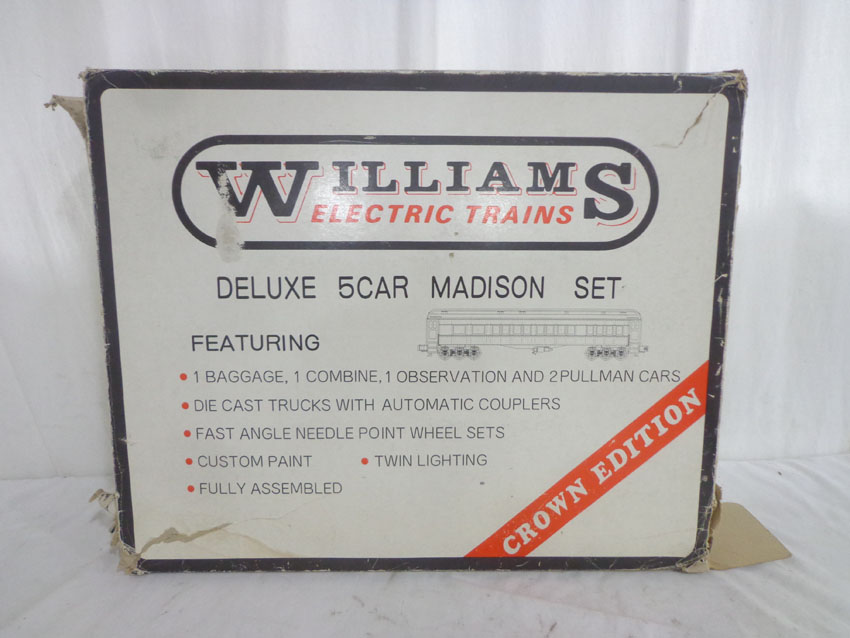 WILLIAMS
ELECTRIC TRAINS
DELUXE 5CAR MADISON SET
FEATURING
• 1 BAGGAGE, 1 COMBINE, 1 OBSERVATION AND 2 PULLMAN CARS
• DIE CAST TRUCKS WITH AUTOMATIC COUPLERS
• FAST ANGLE NEEDLE POINT WHEEL SETS
• CUSTOM PAINT • TWIN LIGHTING
• FULLY ASSEMBLED
CROWN EDITION